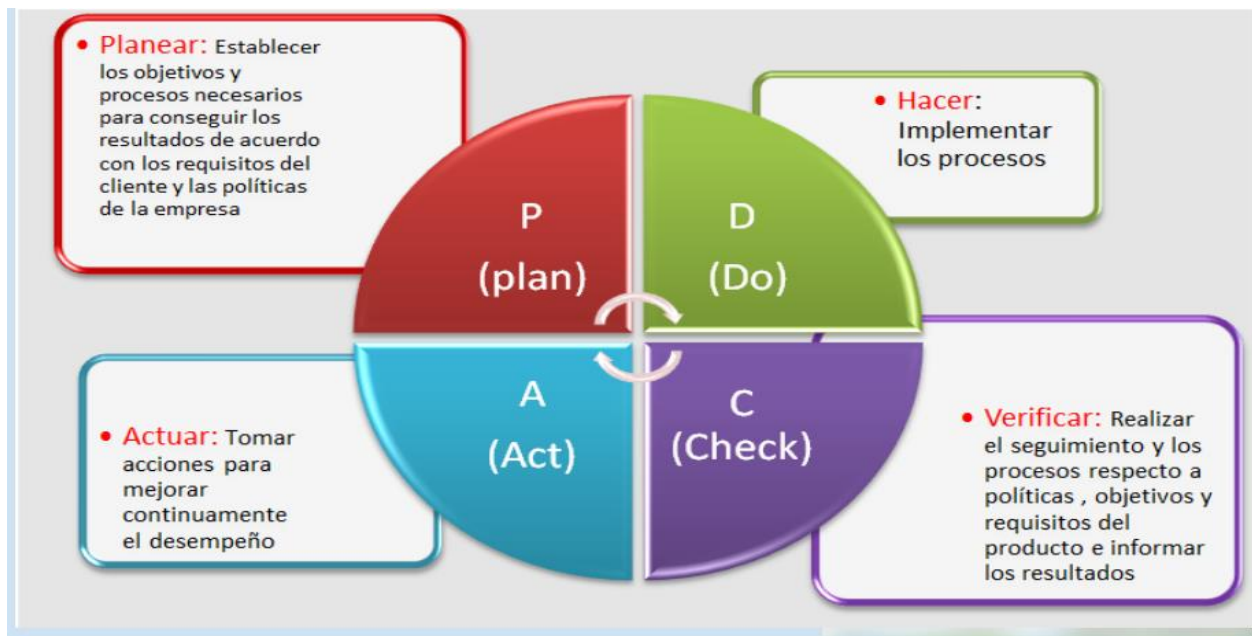 • Planear: Establecer
los objetivos y
procesos necesarios
para conseguir los
resultados de acuerdo
con los requisitos del
cliente y las políticas
de la empresa
• Hacer:
Implementar
los procesos
P
(plan)
D
(Do)
A
(Act)
C
(Check)
• Actuar: Tomar
acciones para
mejorar
continuamente
el desempeño
• Verificar: Realizar
el seguimiento y los
procesos respecto a
políticas , objetivos y
requisitos del
producto e informar
los resultados